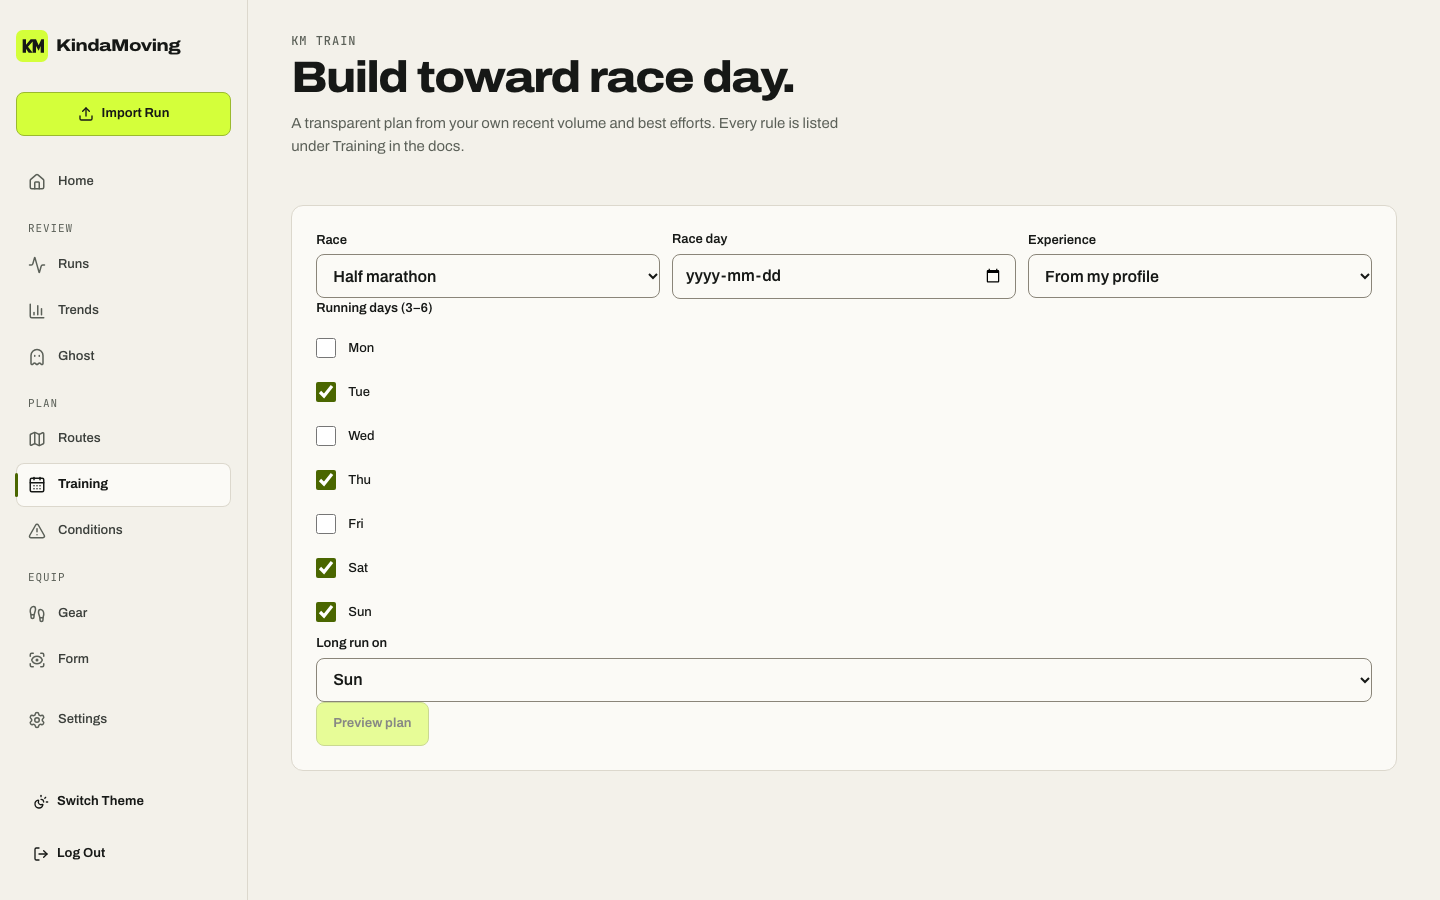 KM KindaMoving
Import Run
Home
REVIEW
Runs
Trends
Ghost
PLAN
Routes
Training
Conditions
EQUIP
Gear
Form
Settings
Switch Theme
Log Out
KM TRAIN
Build toward race day.
A transparent plan from your own recent volume and best efforts. Every rule is listed
under Training in the docs.
Race
Half marathon
Race day
yyyy-mm-dd
Experience
From my profile
Running days (3–6)
Mon
Tue
Wed
Thu
Fri
Sat
Sun
Long run on
Sun
Preview plan